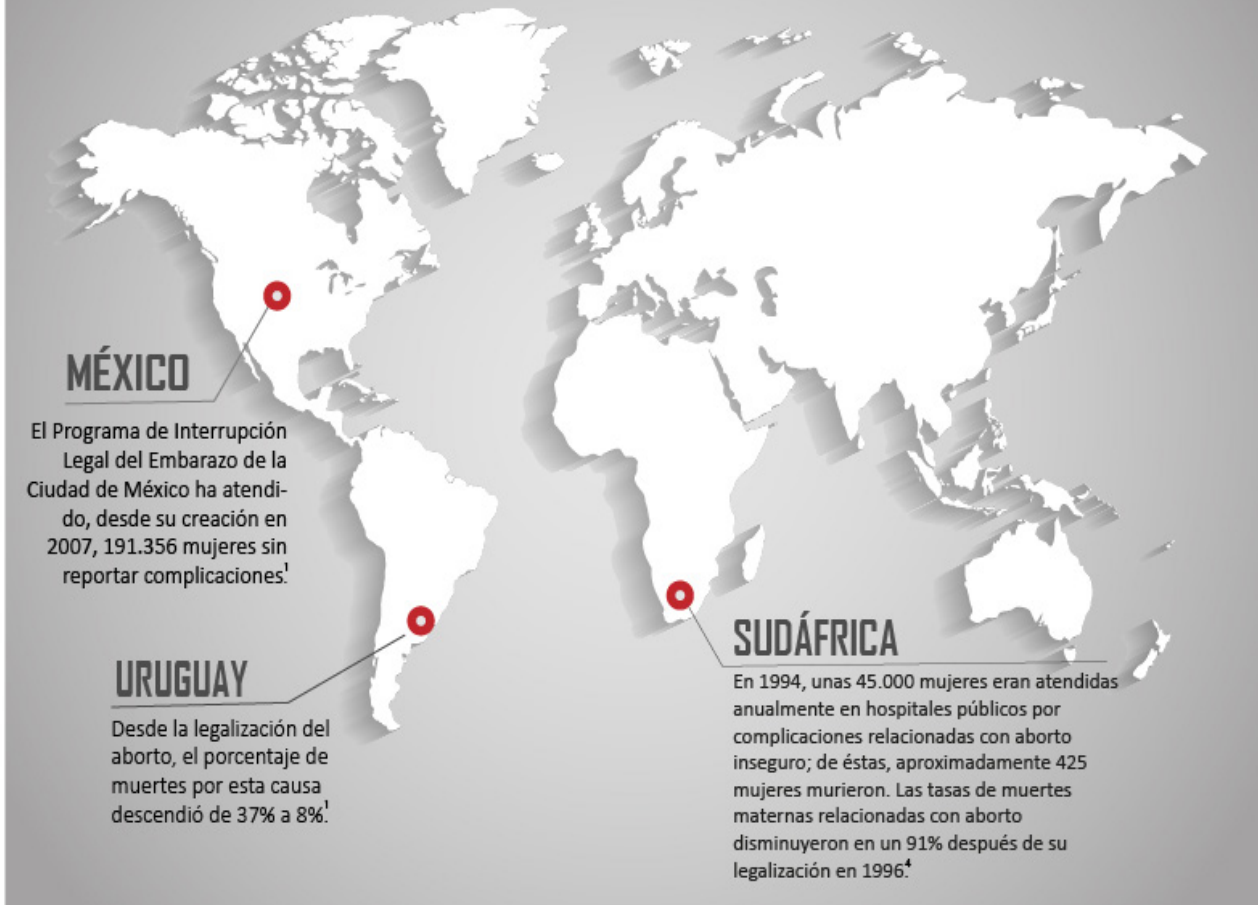 MÉXICO
El Programa de Interrupción
Legal del Embarazo de la
Ciudad de México ha atendi-
do, desde su creación en
2007, 191.356 mujeres sin
reportar complicaciones.¹
URUGUAY
Desde la legalización del
aborto, el porcentaje de
muertes por esta causa
descendió de 37% a 8%.¹
SUDÁFRICA
En 1994, unas 45.000 mujeres eran atendidas
anualmente en hospitales públicos por
complicaciones relacionadas con aborto
inseguro; de éstas, aproximadamente 425
mujeres murieron. Las tasas de muertes
maternas relacionadas con aborto
disminuyeron en un 91% después de su
legalización en 1996.⁴